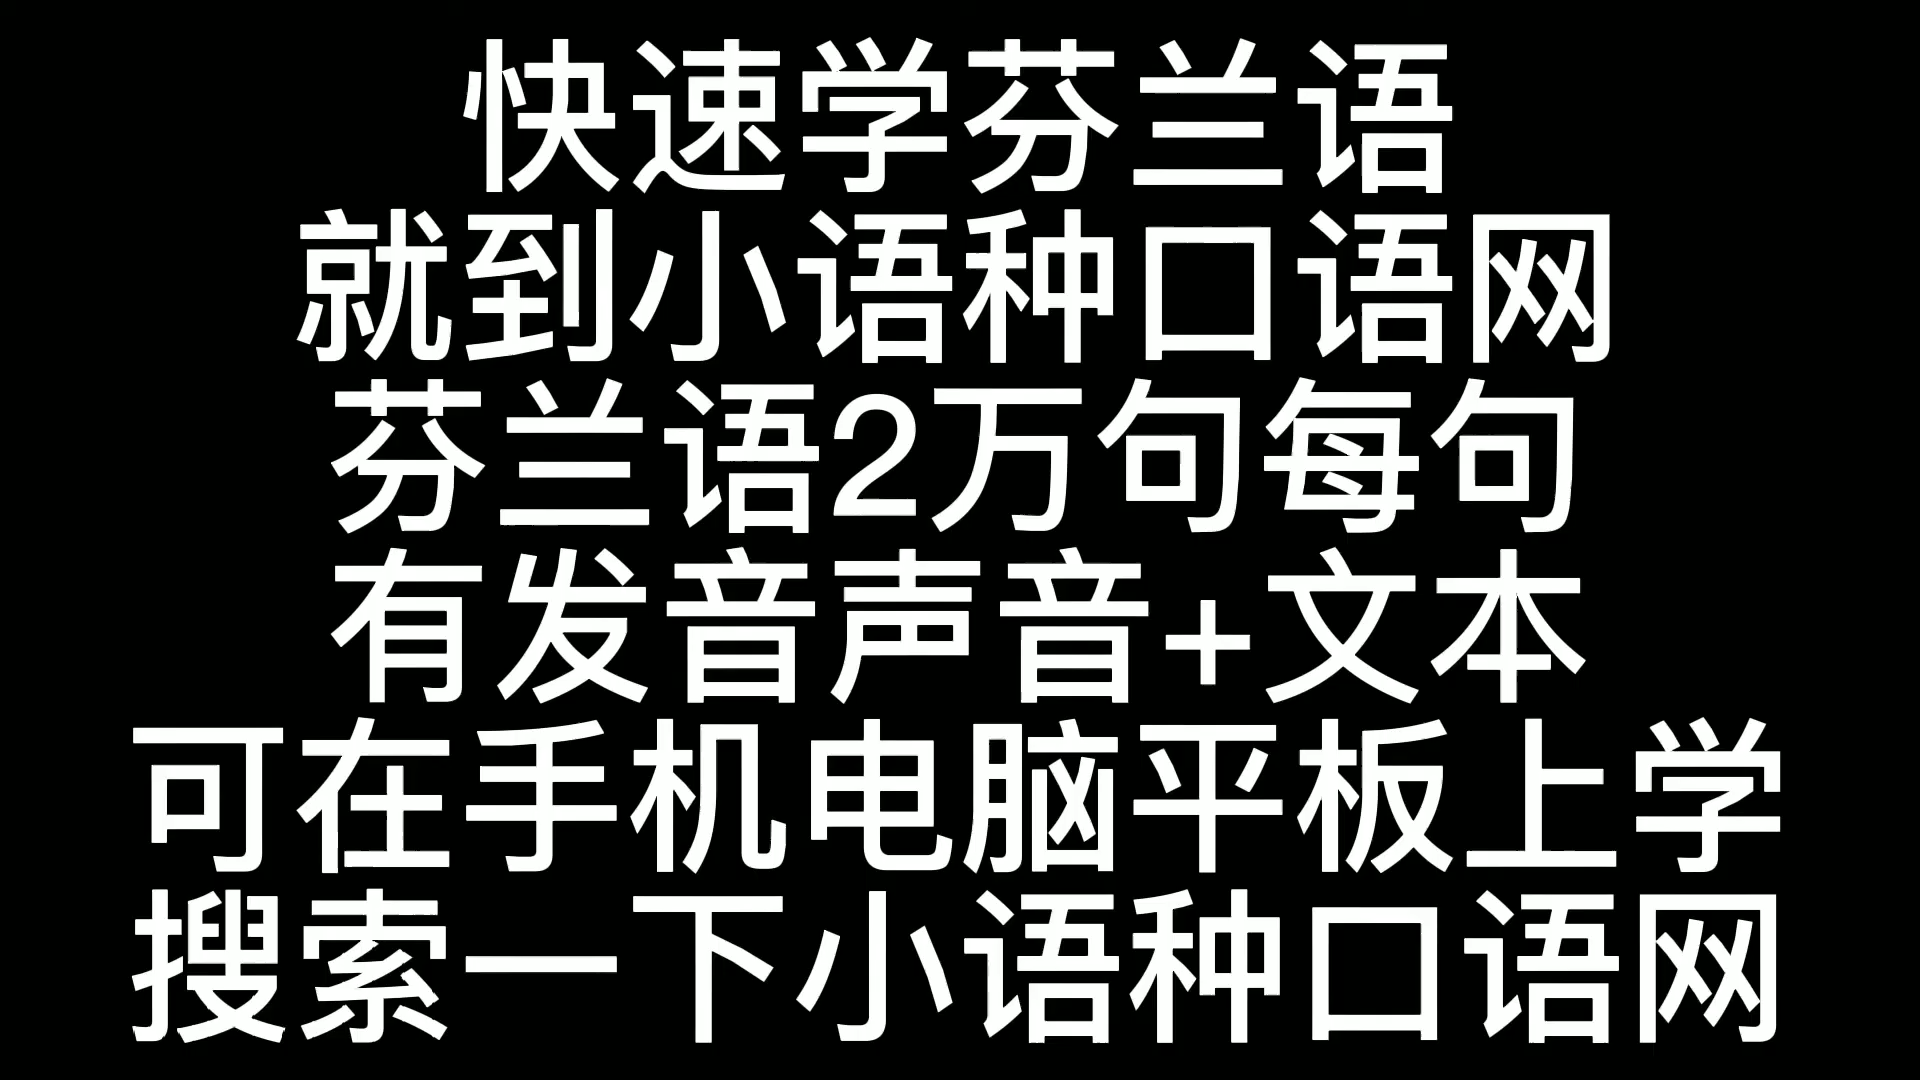 快速学芬兰语
就到小语种口语网
芬兰语2万句每句
有发音声音+文本
可在手机电脑平板上学
搜索一下小语种口语网